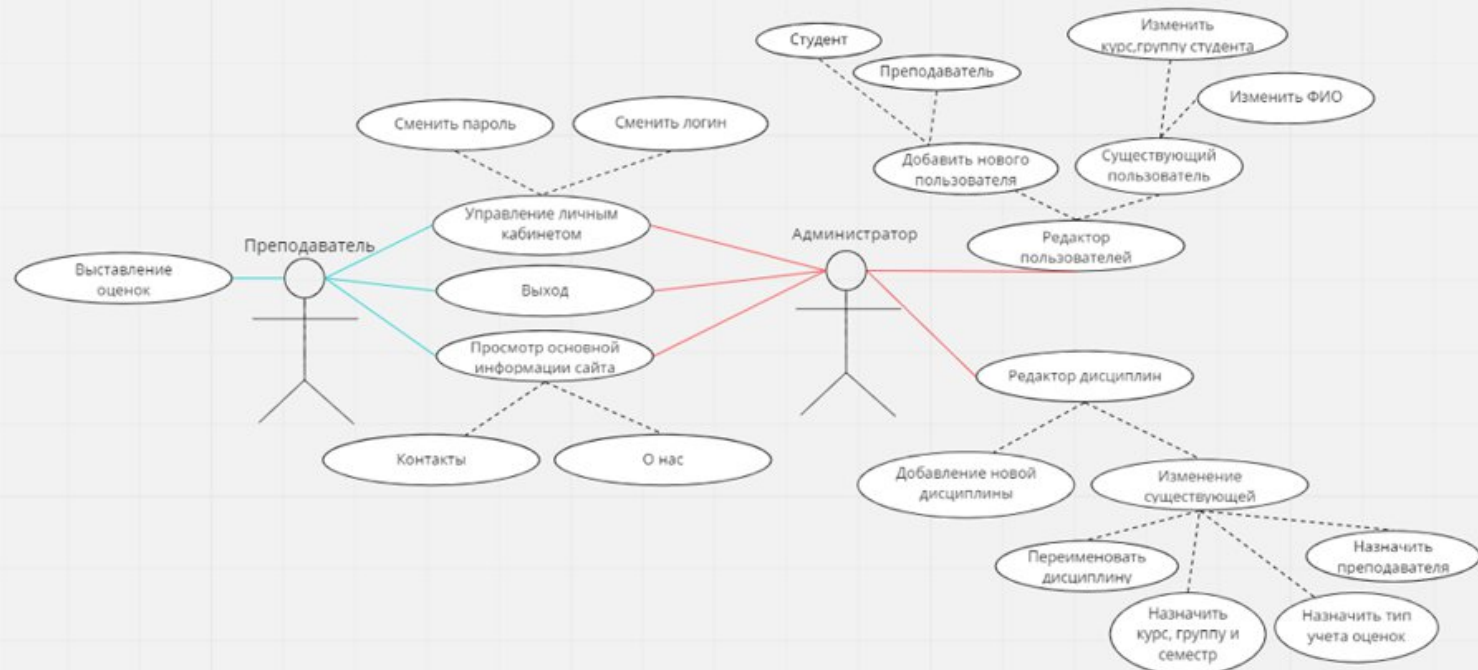 Студент
Изменить
курс,группу студента
Преподаватель
Изменить ФИО
Сменить пароль
Сменить логин
Добавить нового
пользователя
Существующий
пользователь
Управление личным
кабинетом
Преподаватель
Администратор
Редактор
пользователей
Выставление
оценок
Выход
Просмотр основной
информации сайта
Редактор дисциплин
Контакты
О нас
Добавление новой
дисциплины
Изменение
существующей
Переименовать
дисциплину
Назначить
преподавателя
Назначить
курс, группу и
семестр
Назначить тип
учета оценок